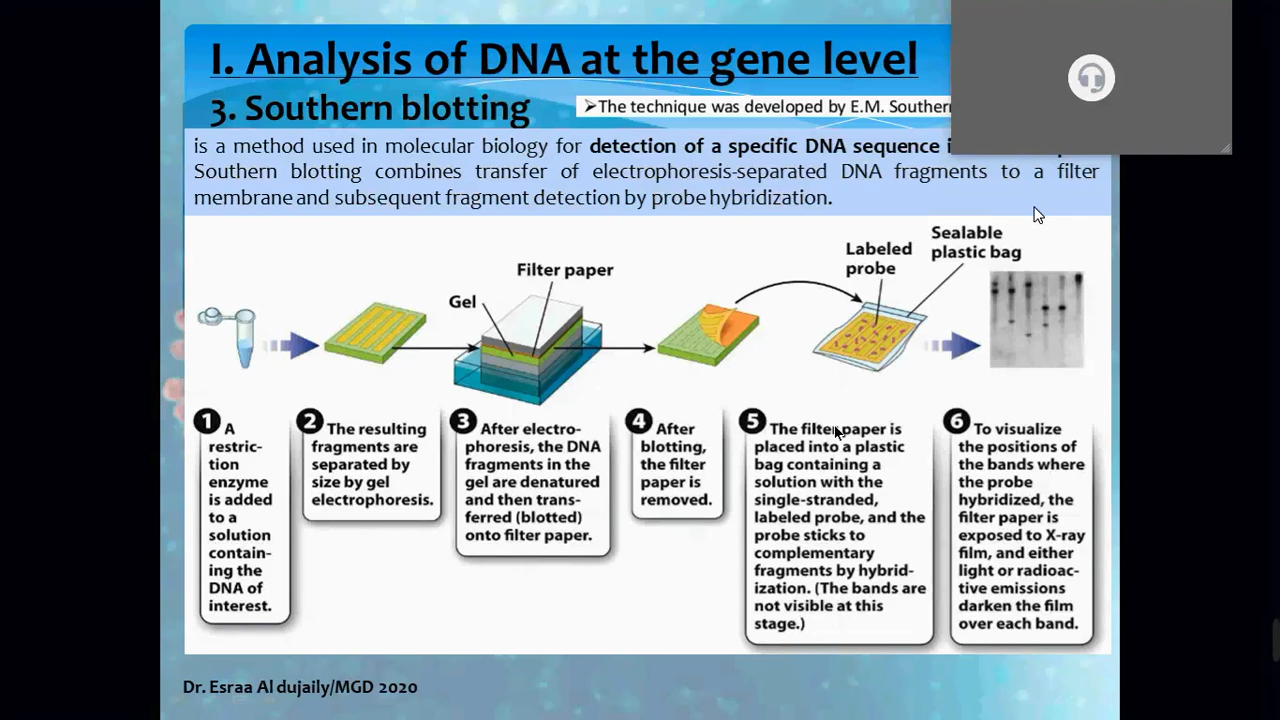 I. Analysis of DNA at the gene level
3. Southern blotting
➢The technique was developed by E.M. Southern
is a method used in molecular biology for detection of a specific DNA sequence
Southern blotting combines transfer of electrophoresis-separated DNA fragments to a filter
membrane and subsequent fragment detection by probe hybridization.
Sealable
plastic bag
Labeled
probe
Filter paper
Gel
1 A
restric-
tion
enzyme
is added
to a
solution
contain-
ing the
DNA of
interest.
2 The resulting
fragments are
separated by
size by gel
electrophoresis.
3 After electro-
phoresis, the DNA
fragments in the
gel are denatured
and then trans-
ferred (blotted)
onto filter paper.
4 After
blotting,
the filter
paper is
removed.
5 The filter paper is
placed into a plastic
bag containing a
solution with the
single-stranded,
labeled probe, and the
probe sticks to
complementary
fragments by hybrid-
ization. (The bands are
not visible at this
stage.)
6 To visualize
the positions of
the bands where
the probe
hybridized, the
filter paper is
exposed to X-ray
film, and either
light or radioac-
tive emissions
darken the film
over each band.
Dr. Esraa Al dujaily/MGD 2020